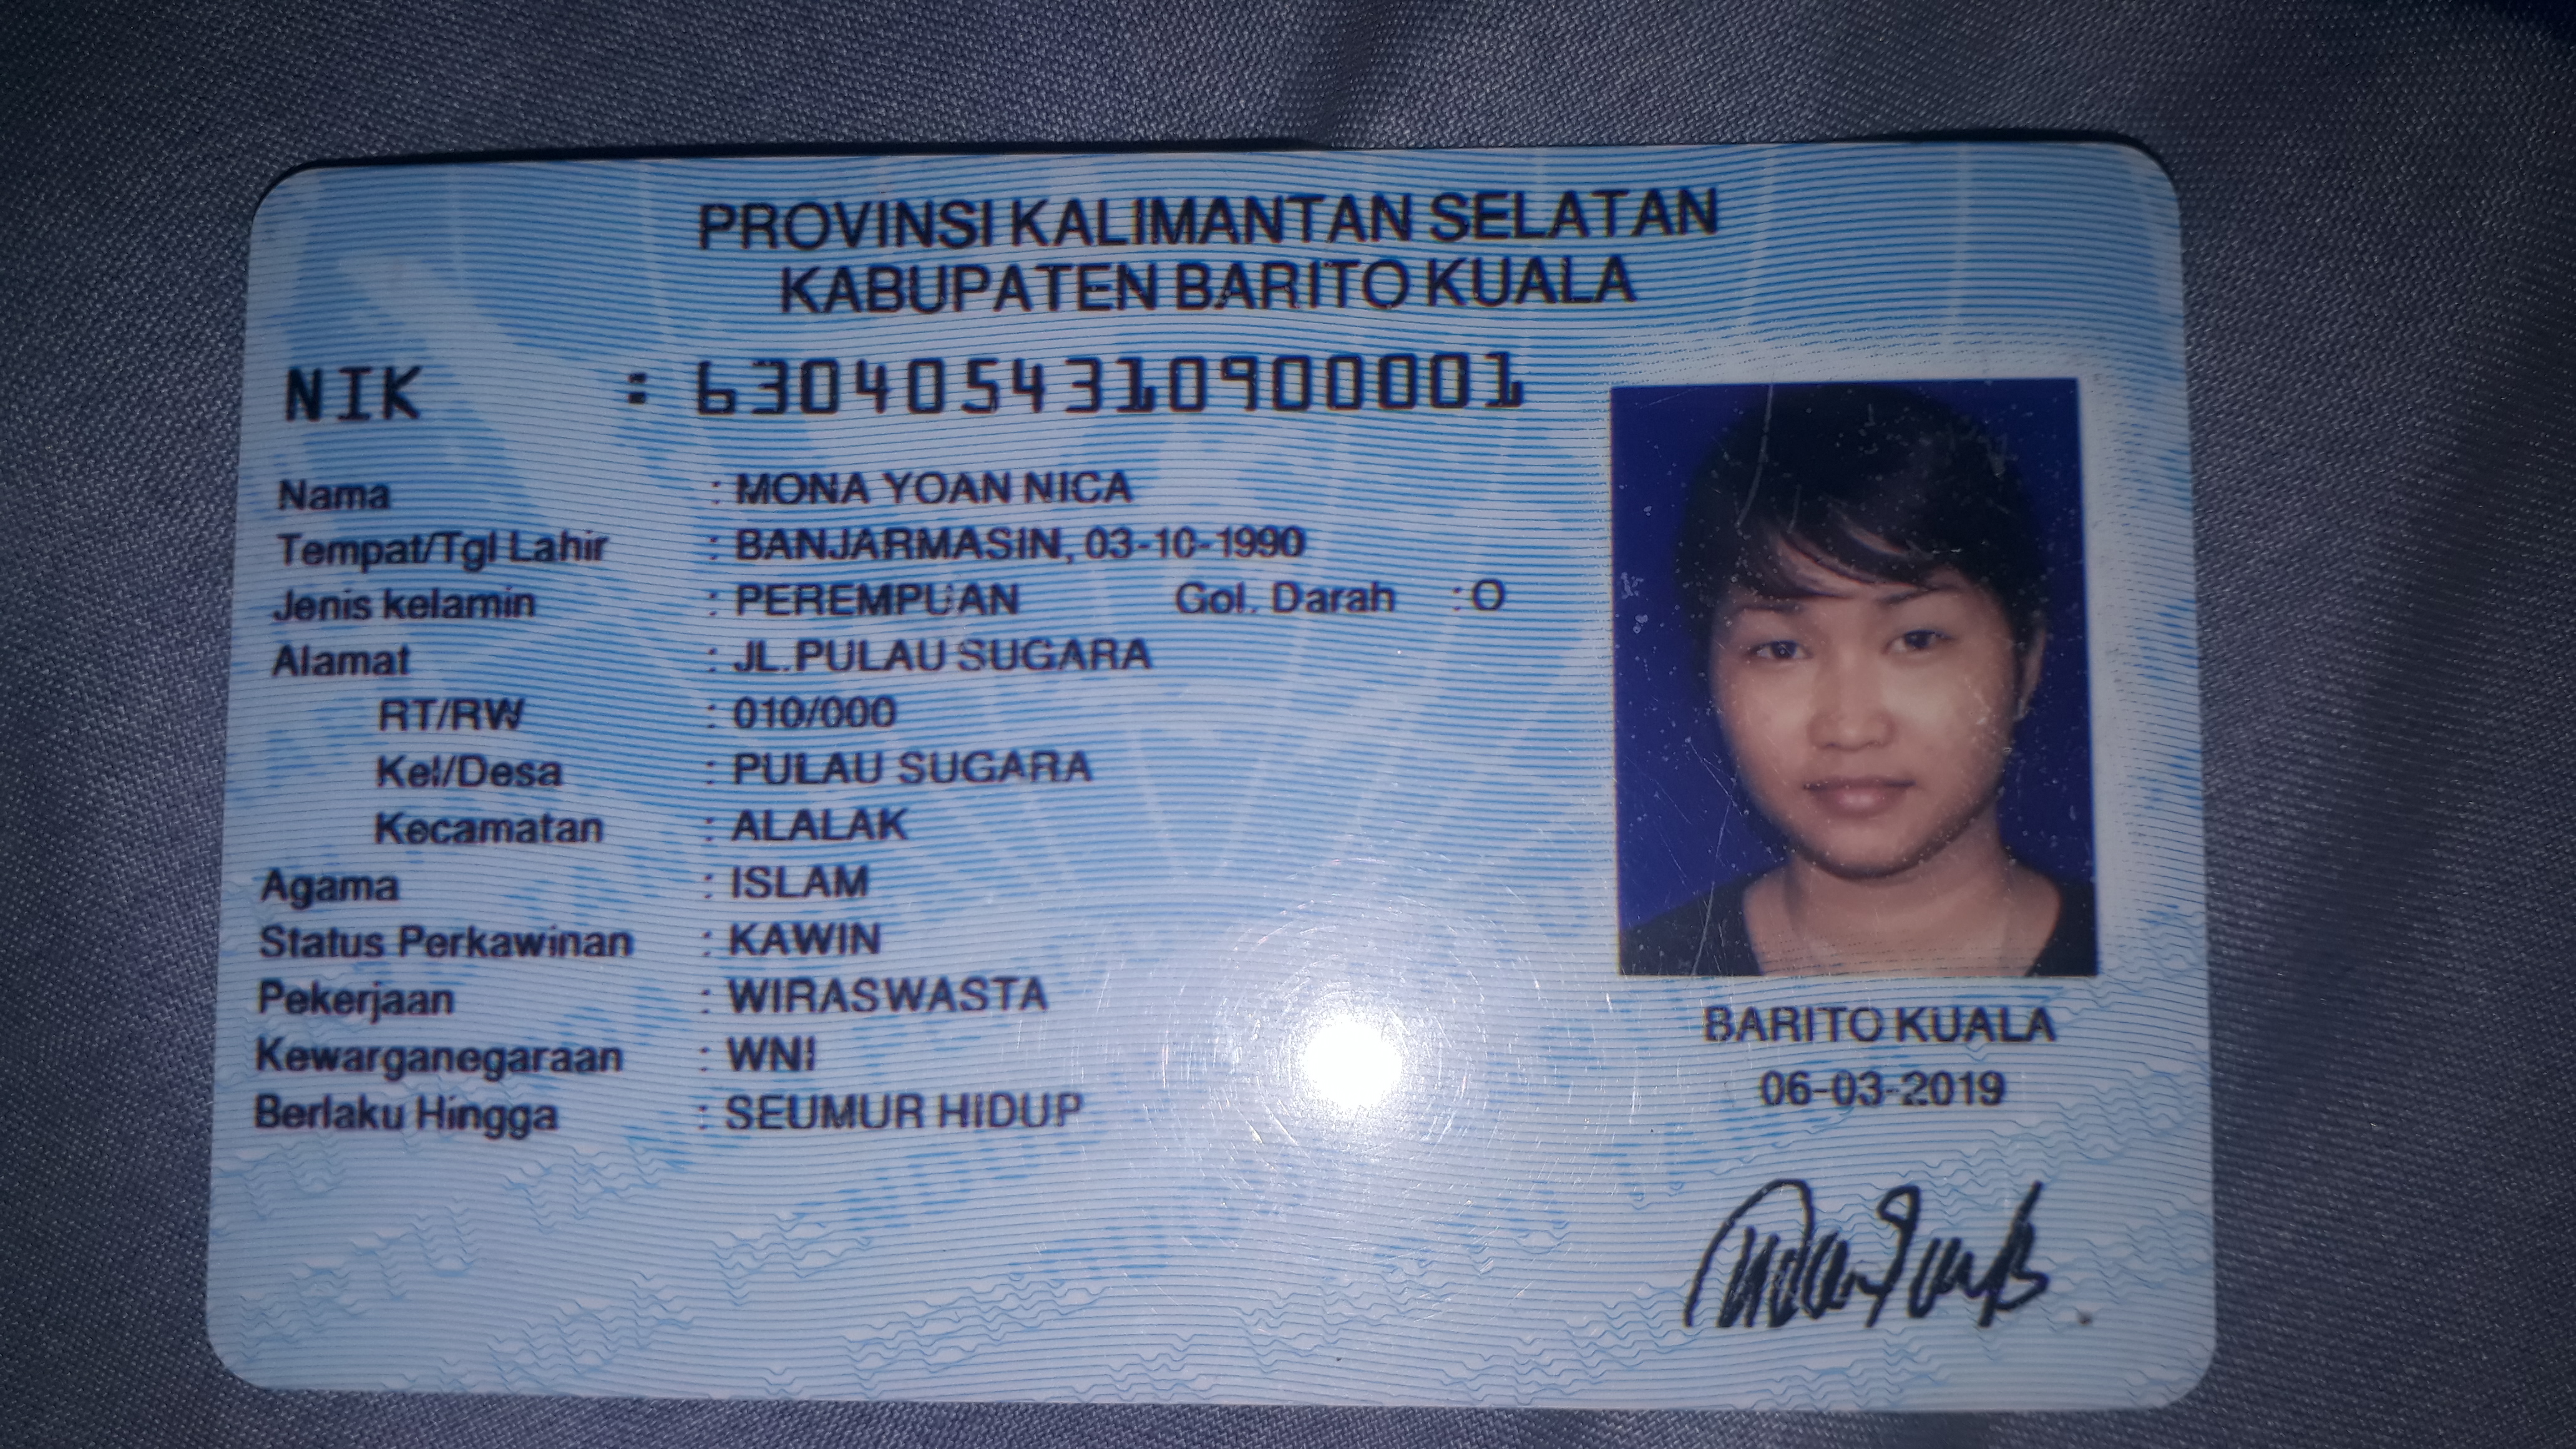 PROVINSI KALIMANTAN SELATAN
KABUPATEN BARITO KUALA
NIK : 6304054310900001
Nama : MONA YOAN NICA
Tempat/Tgl Lahir : BANJARMASIN, 03-10-1990
Jenis kelamin : PEREMPUAN Gol. Darah : O
Alamat : JL.PULAU SUGARA
RT/RW : 010/000
Kel/Desa : PULAU SUGARA
Kecamatan : ALALAK
Agama : ISLAM
Status Perkawinan : KAWIN
Pekerjaan : WIRASWASTA
Kewarganegaraan : WNI
Berlaku Hingga : SEUMUR HIDUP
BARITO KUALA
06-03-2019